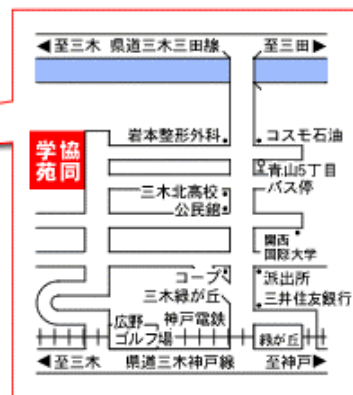 ◀至三木 県道三木三田線 至三田▶
岩本整形外科
コスモ石油
協同
学苑
青山5丁目
バス停
三木北高校
公民館
関西
国際大学
コープ
三木緑が丘
派出所
三井住友銀行
広野
ゴルフ場
神戸電鉄
緑が丘
◀至三木 県道三木神戸線 至神戸▶